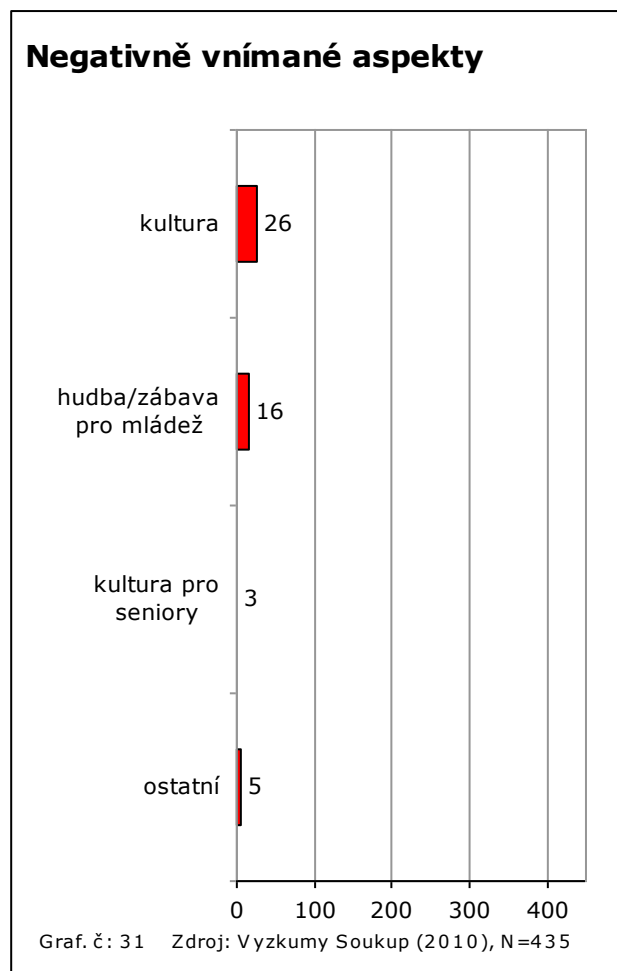 Negativně vnímané aspekty
kultura
26
hudba/zábava
pro mládež
16
kultura pro
seniory
3
ostatní
5
0 100 200 300 400
Graf. č: 31 Zdroj: Vyzkumy Soukup (2010), N=435